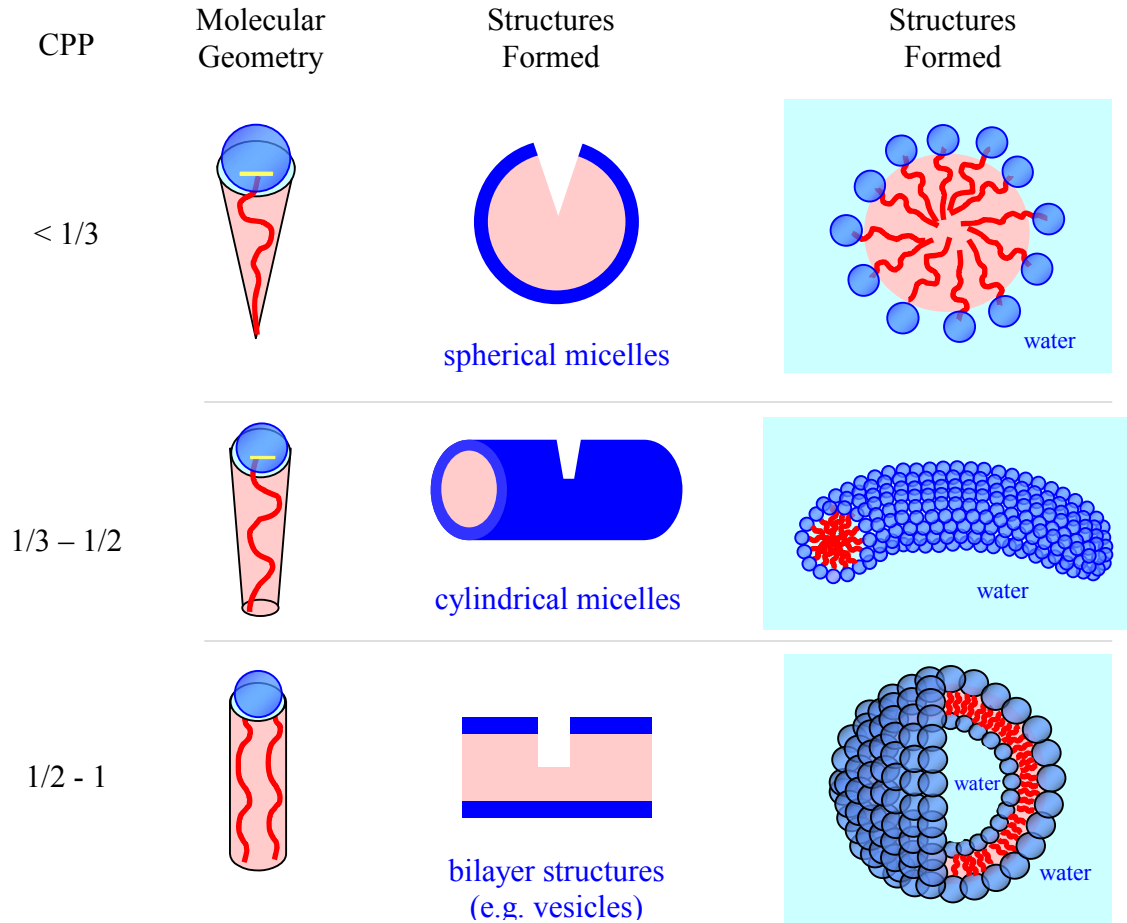 CPP
Molecular
Geometry
Structures
Formed
Structures
Formed
< 1/3
spherical micelles
water
1/3 – 1/2
cylindrical micelles
water
1/2 - 1
bilayer structures
(e.g. vesicles)
water
water